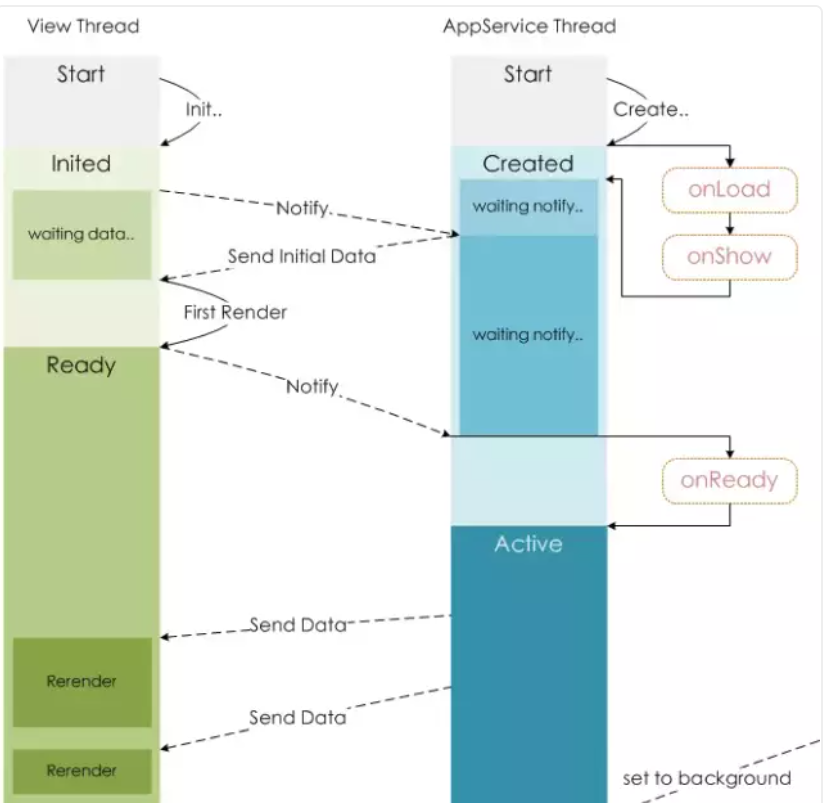 View Thread
AppService Thread
Start
Start
Init..
Create..
Inited
Created
onLoad
waiting notify..
Notify
waiting data..
Send Initial Data
onShow
First Render
waiting notify..
Ready
Notify
onReady
Active
Send Data
Rerender
Send Data
Rerender
set to background